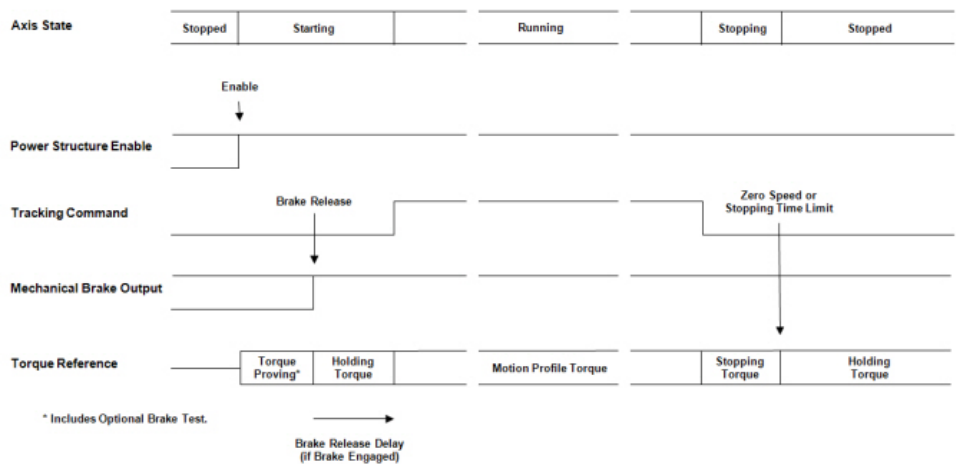 Axis State
Stopped
Starting
Running
Stopping
Stopped
Enable
Power Structure Enable
Tracking Command
Brake Release
Zero Speed or
Stopping Time Limit
Mechanical Brake Output
Torque Reference
Torque
Proving*
Holding
Torque
Motion Profile Torque
Stopping
Torque
Holding
Torque
* Includes Optional Brake Test.
Brake Release Delay
(if Brake Engaged)